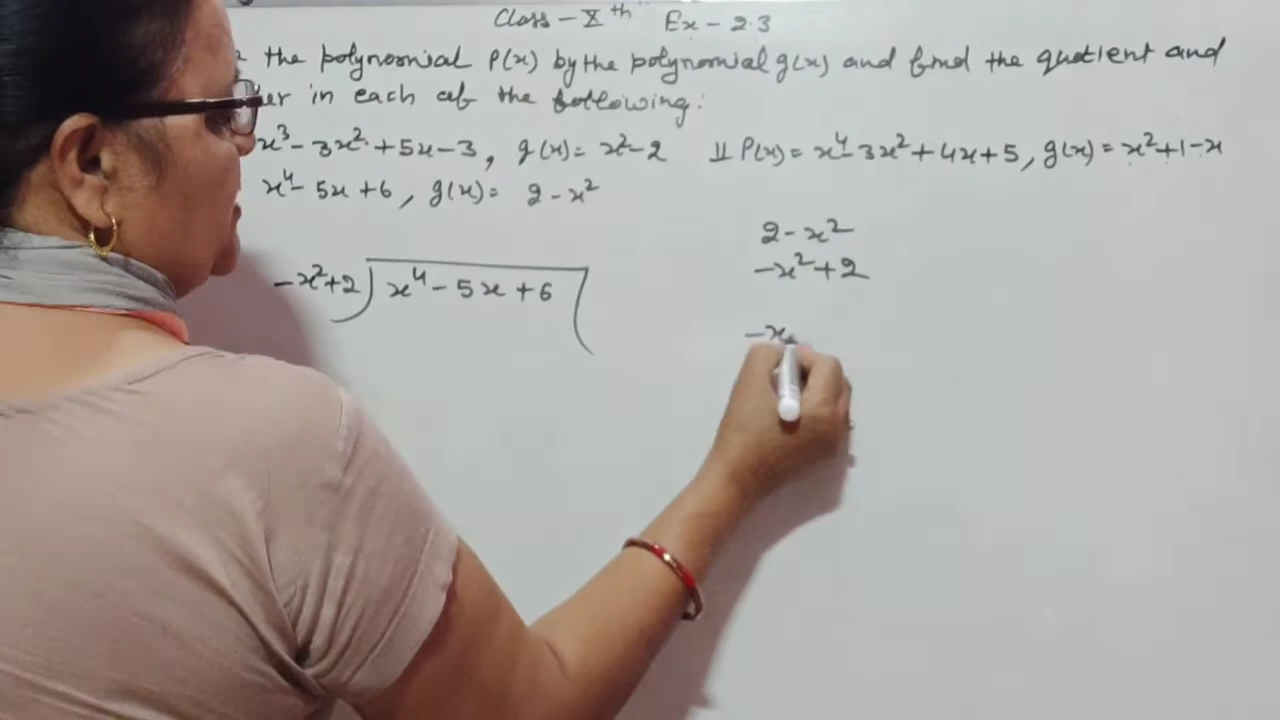 Class - Xth Ex - 2.3
the polynomial P(x) by the polynomial g(x) and find the quotient and
in each of the following:
x³ - 3x² + 5x - 3, g(x) = x² - 2 II P(x) = x⁴ - 3x² + 4x + 5, g(x) = x² + 1 - x
x⁴ - 5x + 6, g(x) = 2 - x²
2 - x²
-x² + 2
-x² + 2 ) x⁴ - 5x + 6 (
-x